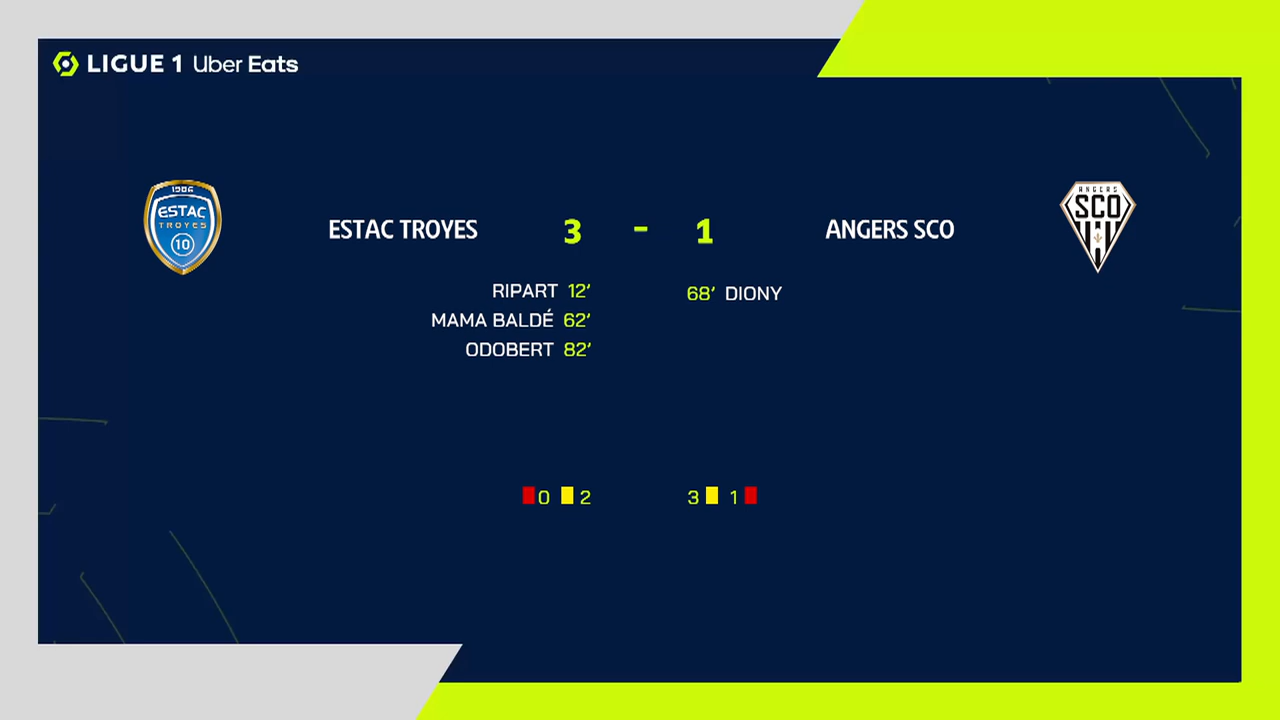 LIGUE 1 Uber Eats
1986
ESTAC
TROYES
10
ESTAC TROYES 3 - 1 ANGERS SCO
ANGERS
SCO
RIPART 12’
MAMA BALDÉ 62’
ODOBERT 82’
68’ DIONY
0 2
3 1